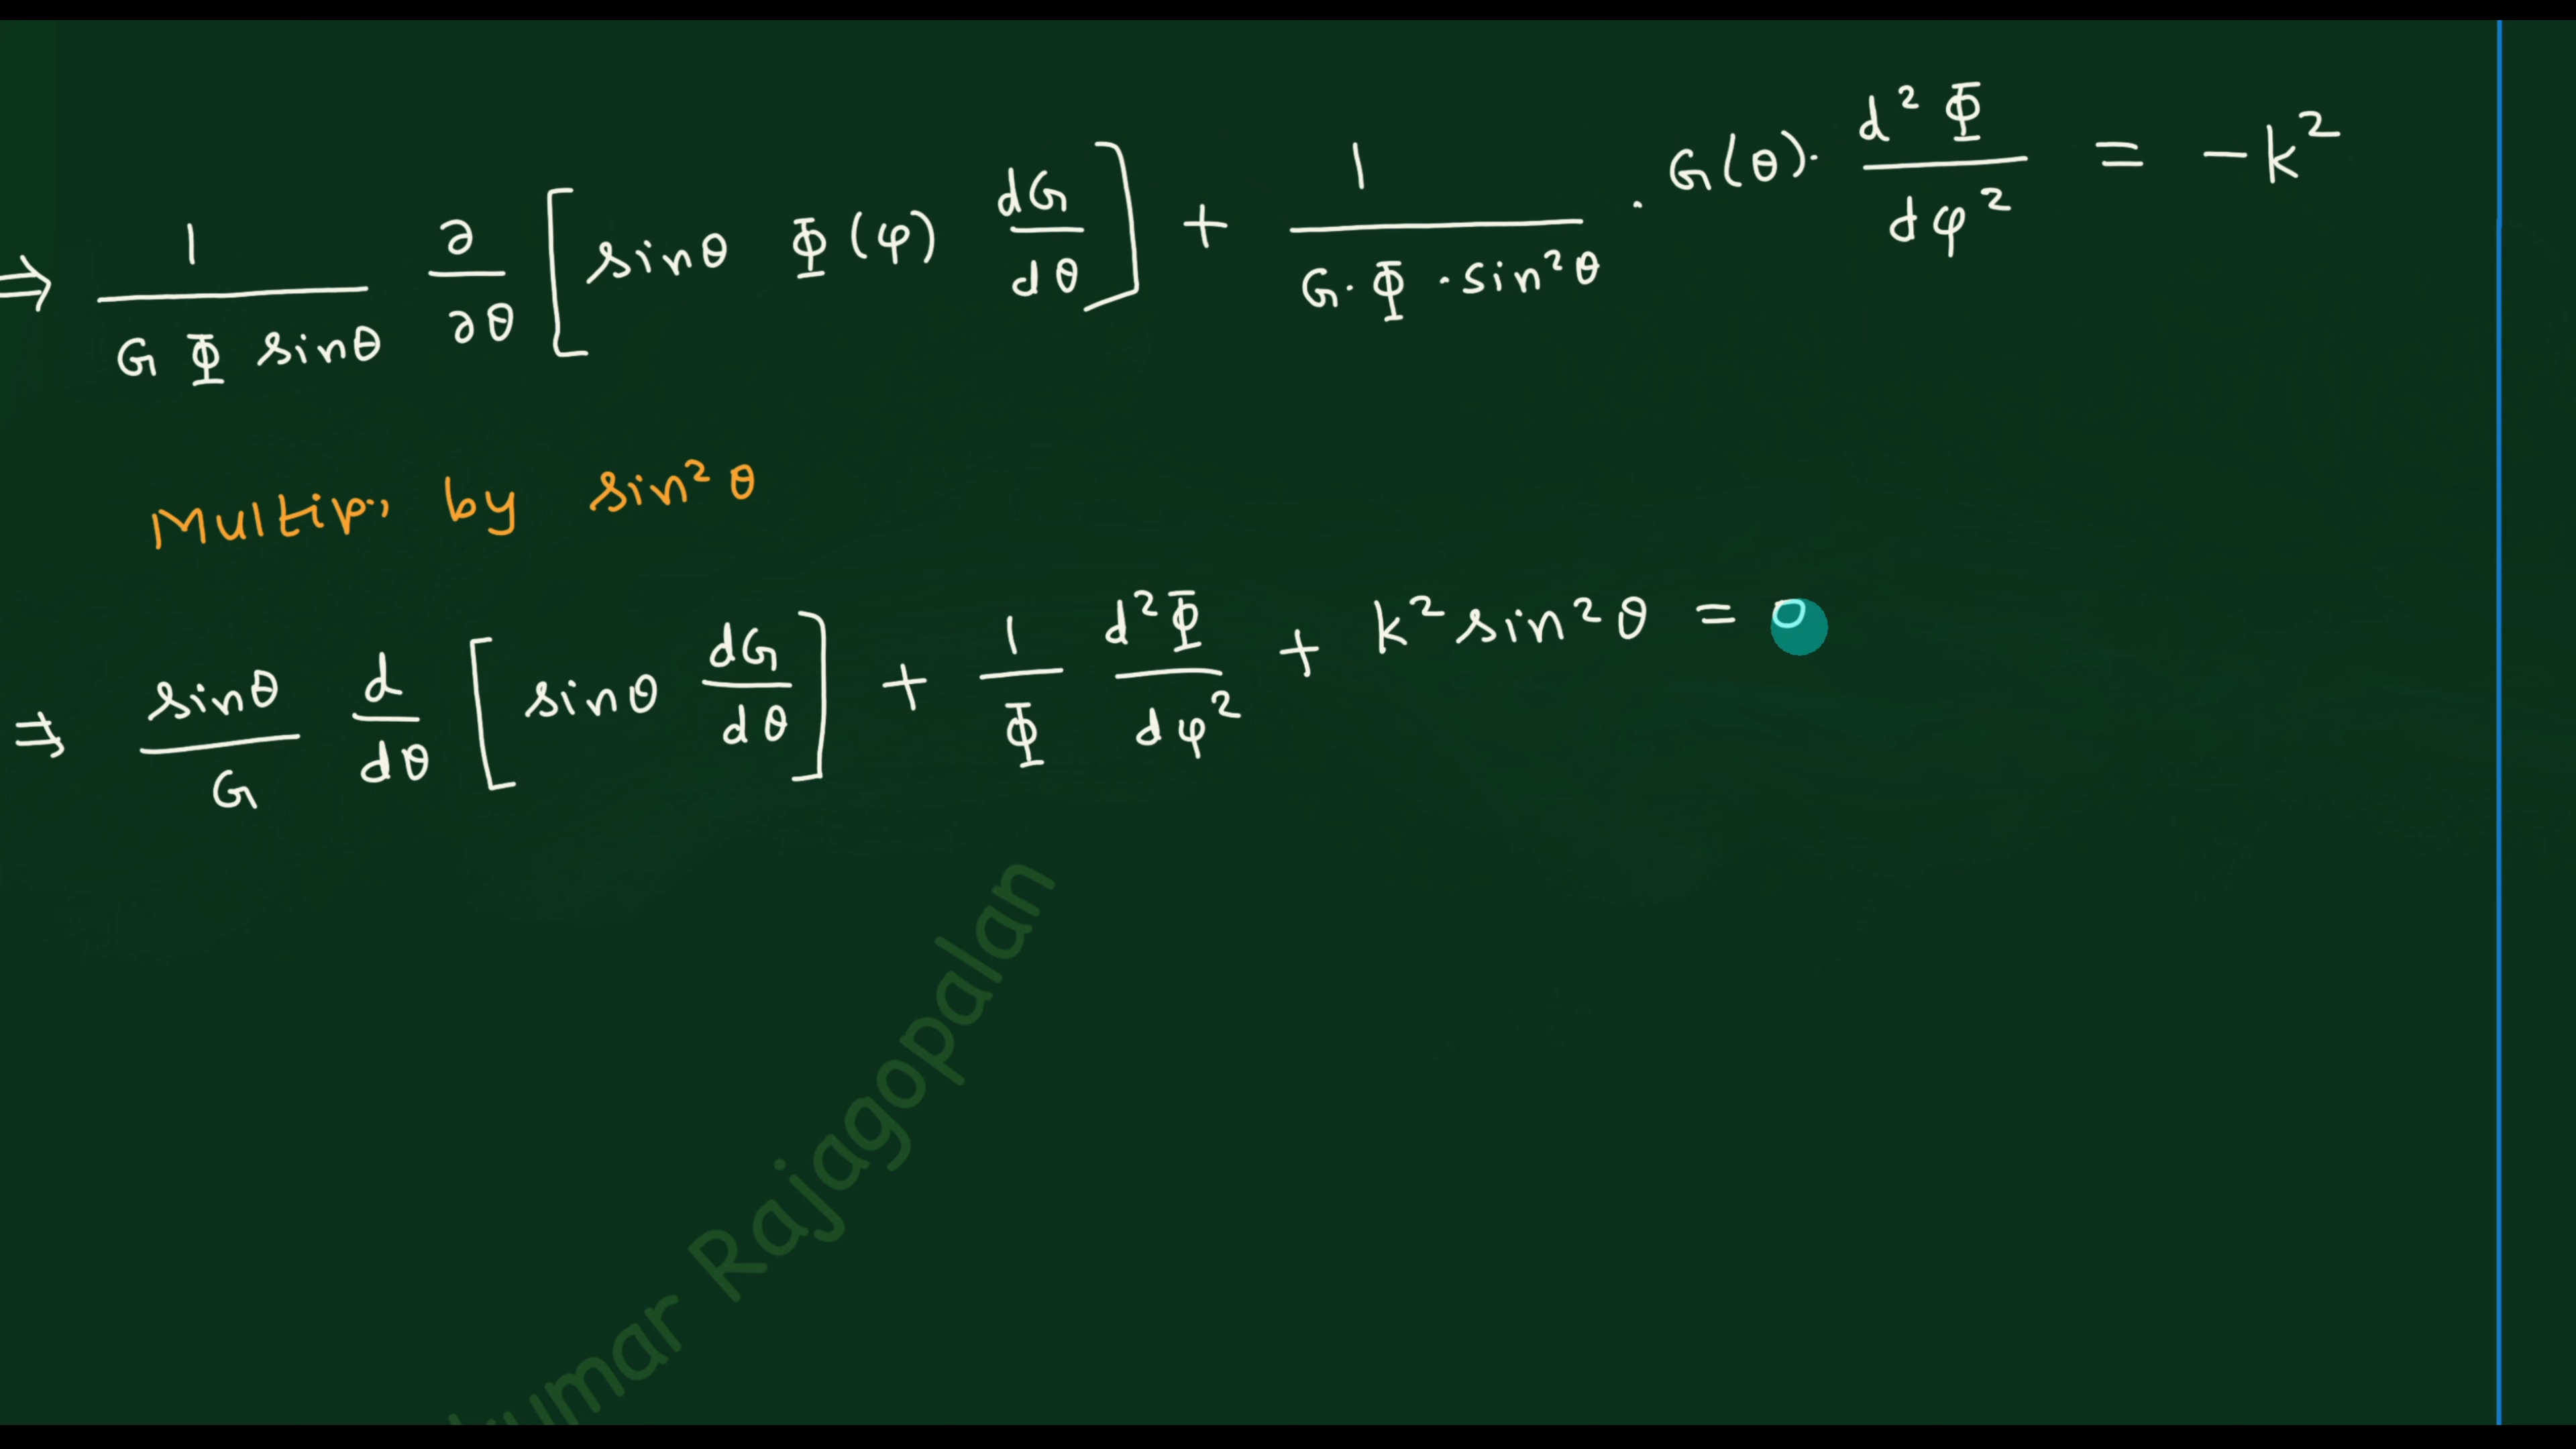 ⇒ 1/(G Φ sinθ) ∂/∂θ [sinθ Φ(φ) dG/dθ] + 1/(G·Φ·sin²θ) · G(θ)· d²Φ/dφ² = -k²
Multip., by sin²θ
⇒ sinθ/G d/dθ [sinθ dG/dθ] + 1/Φ d²Φ/dφ² + k² sin²θ = 0
kumar Rajagopalan